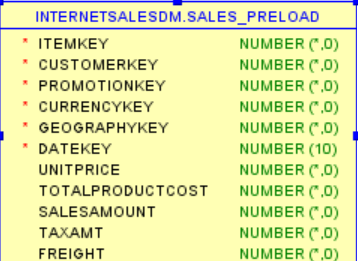 INTERNETSALESDM.SALES_PRELOAD
* ITEMKEY NUMBER (*,0)
* CUSTOMERKEY NUMBER (*,0)
* PROMOTIONKEY NUMBER (*,0)
* CURRENCYKEY NUMBER (*,0)
* GEOGRAPHYKEY NUMBER (*,0)
* DATEKEY NUMBER (10)
UNITPRICE NUMBER (*,0)
TOTALPRODUCTCOST NUMBER (*,0)
SALESAMOUNT NUMBER (*,0)
TAXAMT NUMBER (*,0)
FREIGHT NUMBER (*,0)